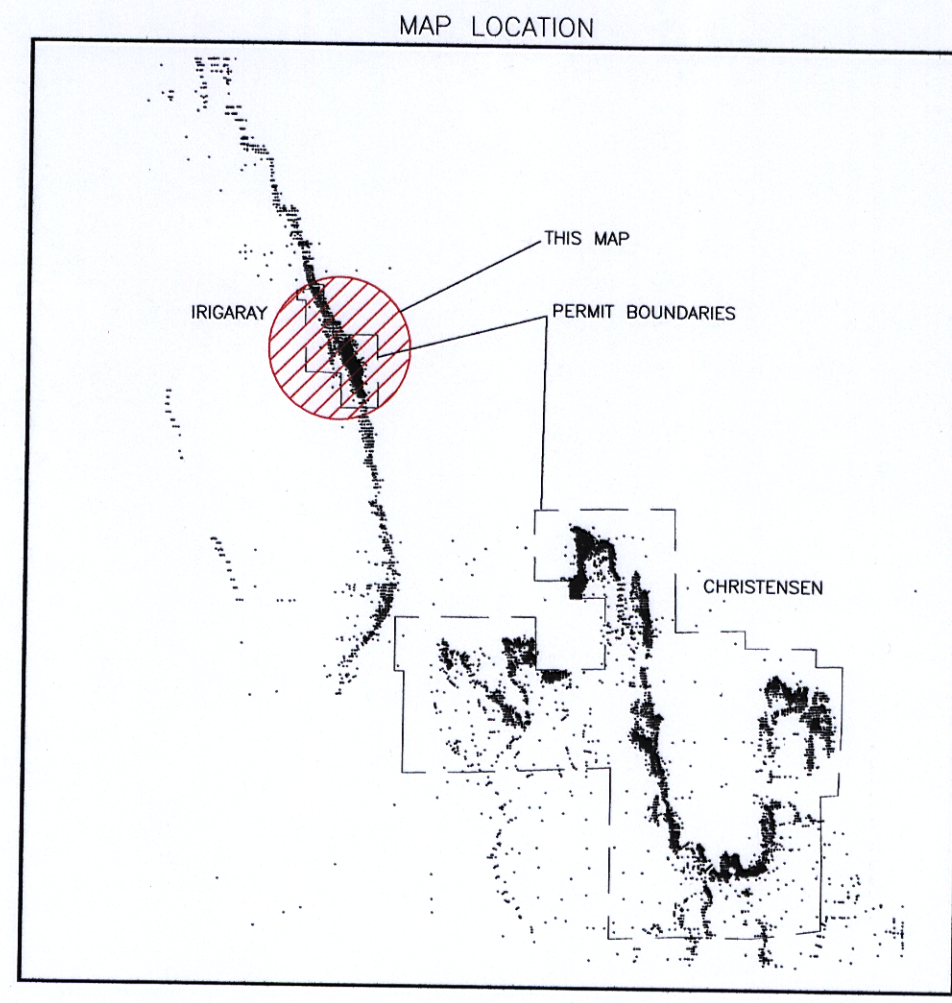 MAP LOCATION
THIS MAP
IRIGARAY
PERMIT BOUNDARIES
CHRISTENSEN